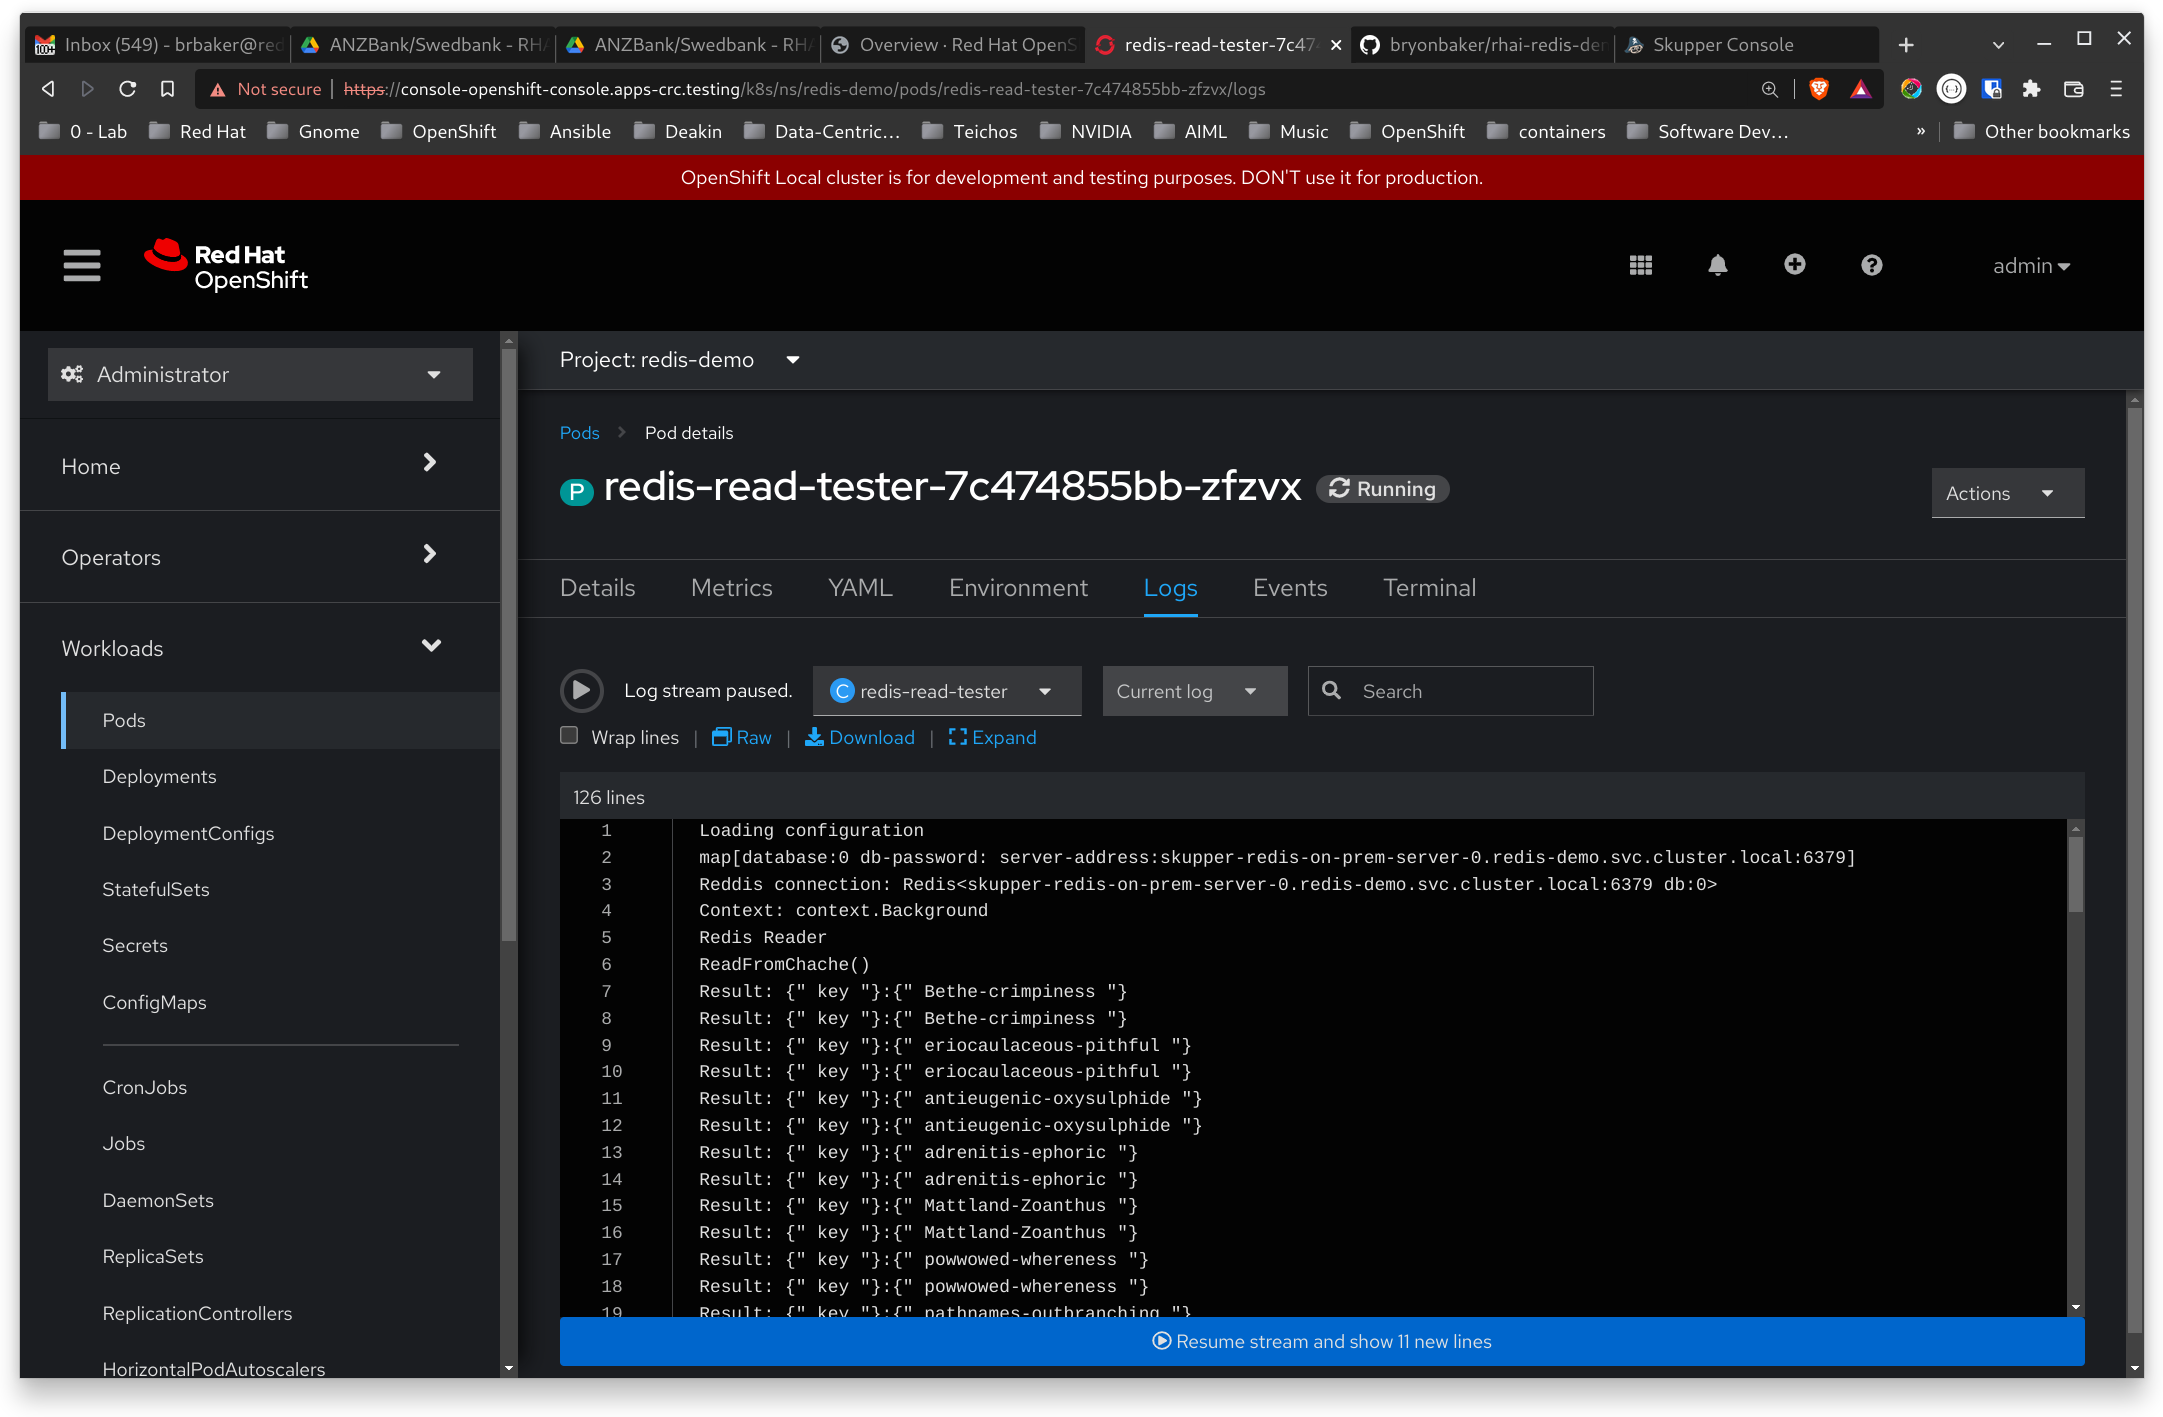 Inbox (549) - brbaker@red
ANZBank/Swedbank - RHA
ANZBank/Swedbank - RHA
Overview · Red Hat OpenS
redis-read-tester-7c47
bryonbaker/rhai-redis-der
Skupper Console
Not secure
https://console-openshift-console.apps-crc.testing/k8s/ns/redis-demo/pods/redis-read-tester-7c474855bb-zfzvx/logs
0 - Lab
Red Hat
Gnome
OpenShift
Ansible
Deakin
Data-Centric...
Teichos
NVIDIA
AIML
Music
OpenShift
containers
Software Dev...
»
Other bookmarks
OpenShift Local cluster is for development and testing purposes. DON'T use it for production.
Red Hat
OpenShift
admin
Administrator
Home
Operators
Workloads
Pods
Deployments
DeploymentConfigs
StatefulSets
Secrets
ConfigMaps
CronJobs
Jobs
DaemonSets
ReplicaSets
ReplicationControllers
HorizontalPodAutoscalers
Project: redis-demo
Pods
Pod details
P redis-read-tester-7c474855bb-zfzvx Running
Actions
Details
Metrics
YAML
Environment
Logs
Events
Terminal
Log stream paused.
C redis-read-tester
Current log
Search
Wrap lines | Raw | Download | Expand
126 lines
1 Loading configuration
2 map[database:0 db-password: server-address:skupper-redis-on-prem-server-0.redis-demo.svc.cluster.local:6379]
3 Reddis connection: Redis<skupper-redis-on-prem-server-0.redis-demo.svc.cluster.local:6379 db:0>
4 Context: context.Background
5 Redis Reader
6 ReadFromChache()
7 Result: {" key "}:{" Bethe-crimpiness "}
8 Result: {" key "}:{" Bethe-crimpiness "}
9 Result: {" key "}:{" eriocaulaceous-pithful "}
10 Result: {" key "}:{" eriocaulaceous-pithful "}
11 Result: {" key "}:{" antieugenic-oxysulphide "}
12 Result: {" key "}:{" antieugenic-oxysulphide "}
13 Result: {" key "}:{" adrenitis-ephoric "}
14 Result: {" key "}:{" adrenitis-ephoric "}
15 Result: {" key "}:{" Mattland-Zoanthus "}
16 Result: {" key "}:{" Mattland-Zoanthus "}
17 Result: {" key "}:{" powwowed-whereness "}
18 Result: {" key "}:{" powwowed-whereness "}
19 Result: {" key "}:{" pathnames-outbranching "}
Resume stream and show 11 new lines